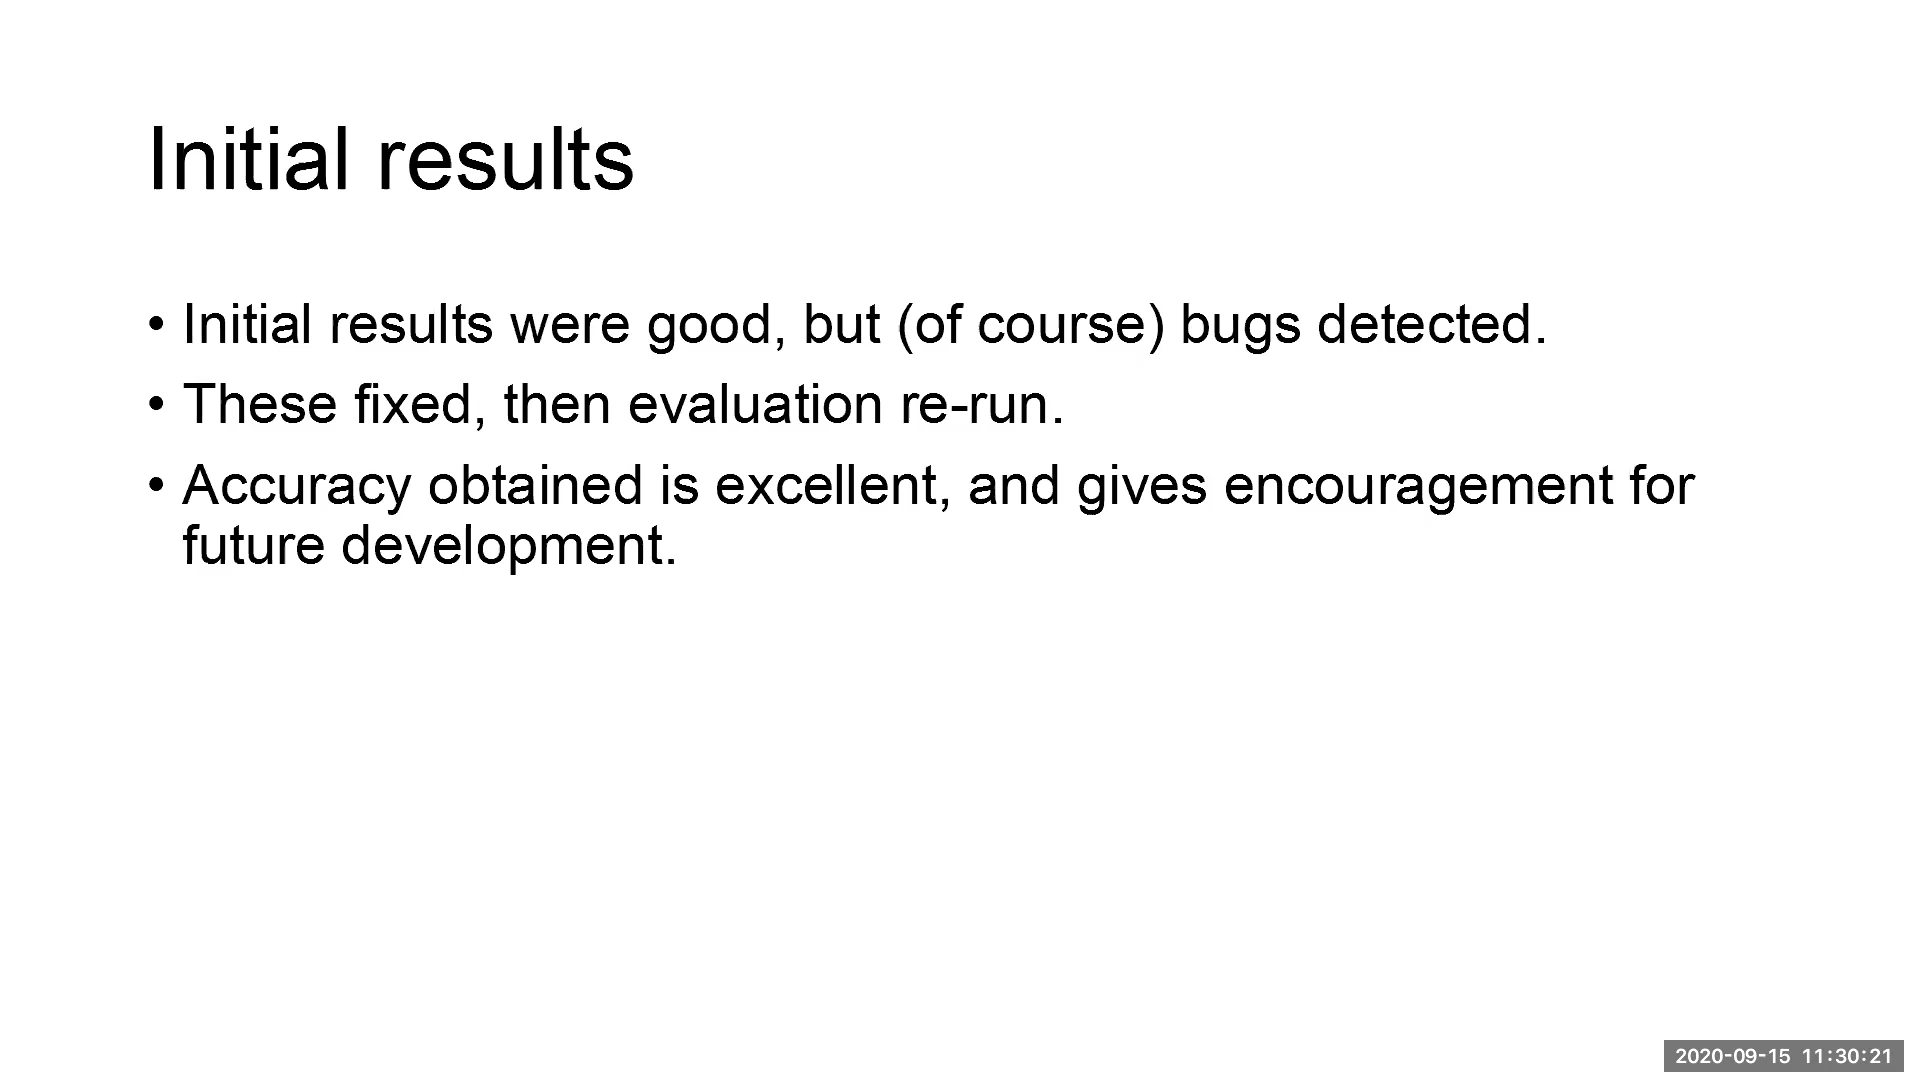 Initial results
• Initial results were good, but (of course) bugs detected.
• These fixed, then evaluation re-run.
• Accuracy obtained is excellent, and gives encouragement for
future development.
2020-09-15 11:30:21